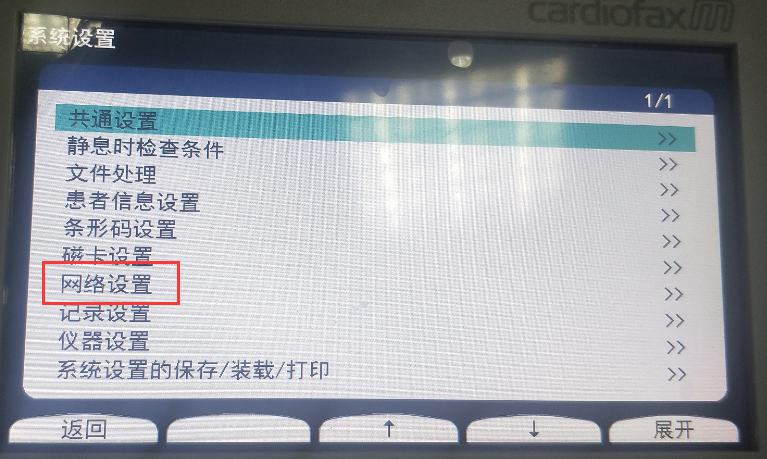 cardiofax M
系统设置
1/1
共通设置 >>
静息时检查条件 >>
文件处理 >>
患者信息设置 >>
条形码设置 >>
磁卡设置 >>
网络设置 >>
记录设置 >>
仪器设置 >>
系统设置的保存/装载/打印 >>
返回 ↑ ↓ 展开